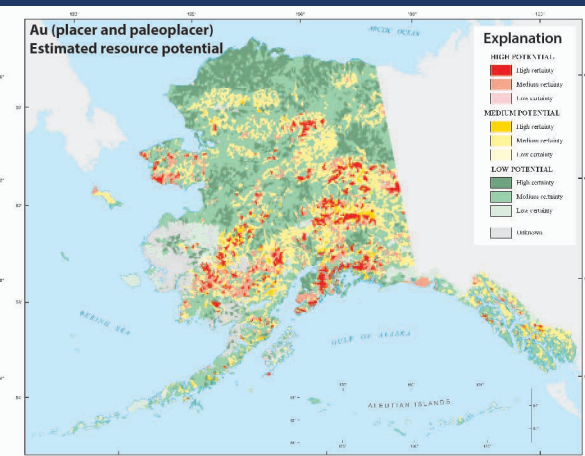 Au (placer and paleoplacer)
Estimated resource potential
ARCTIC OCEAN
Explanation
HIGH POTENTIAL
High certainty
Medium certainty
Low certainty
MEDIUM POTENTIAL
High certainty
Medium certainty
Low certainty
LOW POTENTIAL
High certainty
Medium certainty
Low certainty
Unknown
BERING SEA
GULF OF ALASKA
ALEUTIAN ISLANDS